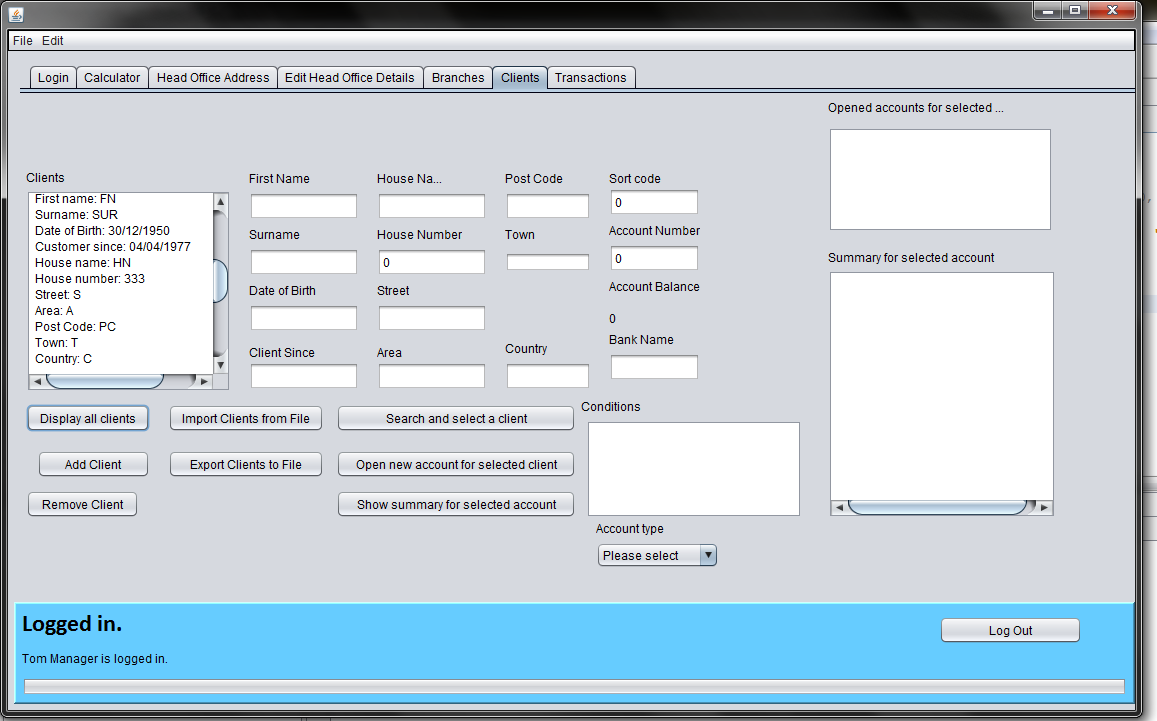 File Edit
Login Calculator Head Office Address Edit Head Office Details Branches Clients Transactions
Opened accounts for selected ...
Clients
First name: FN
Surname: SUR
Date of Birth: 30/12/1950
Customer since: 04/04/1977
House name: HN
House number: 333
Street: S
Area: A
Post Code: PC
Town: T
Country: C
First Name House Na... Post Code Sort code
0
Surname House Number Town Account Number
0 0
Date of Birth Street Account Balance
0
Client Since Area Country Bank Name
Summary for selected account
Display all clients Import Clients from File Search and select a client
Conditions
Add Client Export Clients to File Open new account for selected client
Remove Client Show summary for selected account
Account type
Please select
Logged in.
Log Out
Tom Manager is logged in.